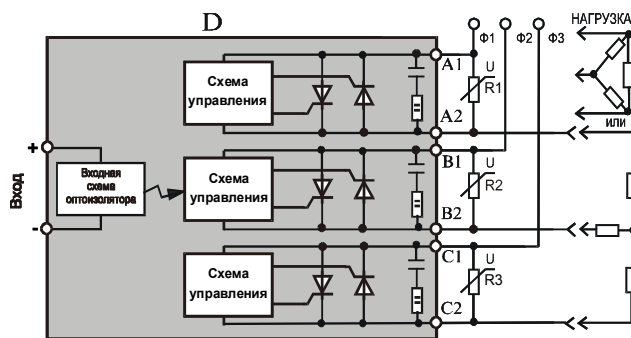 D
Ф1
Ф2
Ф3
НАГРУЗКА
или
Вход
+
-
Входная
схема
оптоизолятора
Схема
управления
A1
A2
U
R1
Схема
управления
B1
B2
U
R2
Схема
управления
C1
C2
U
R3